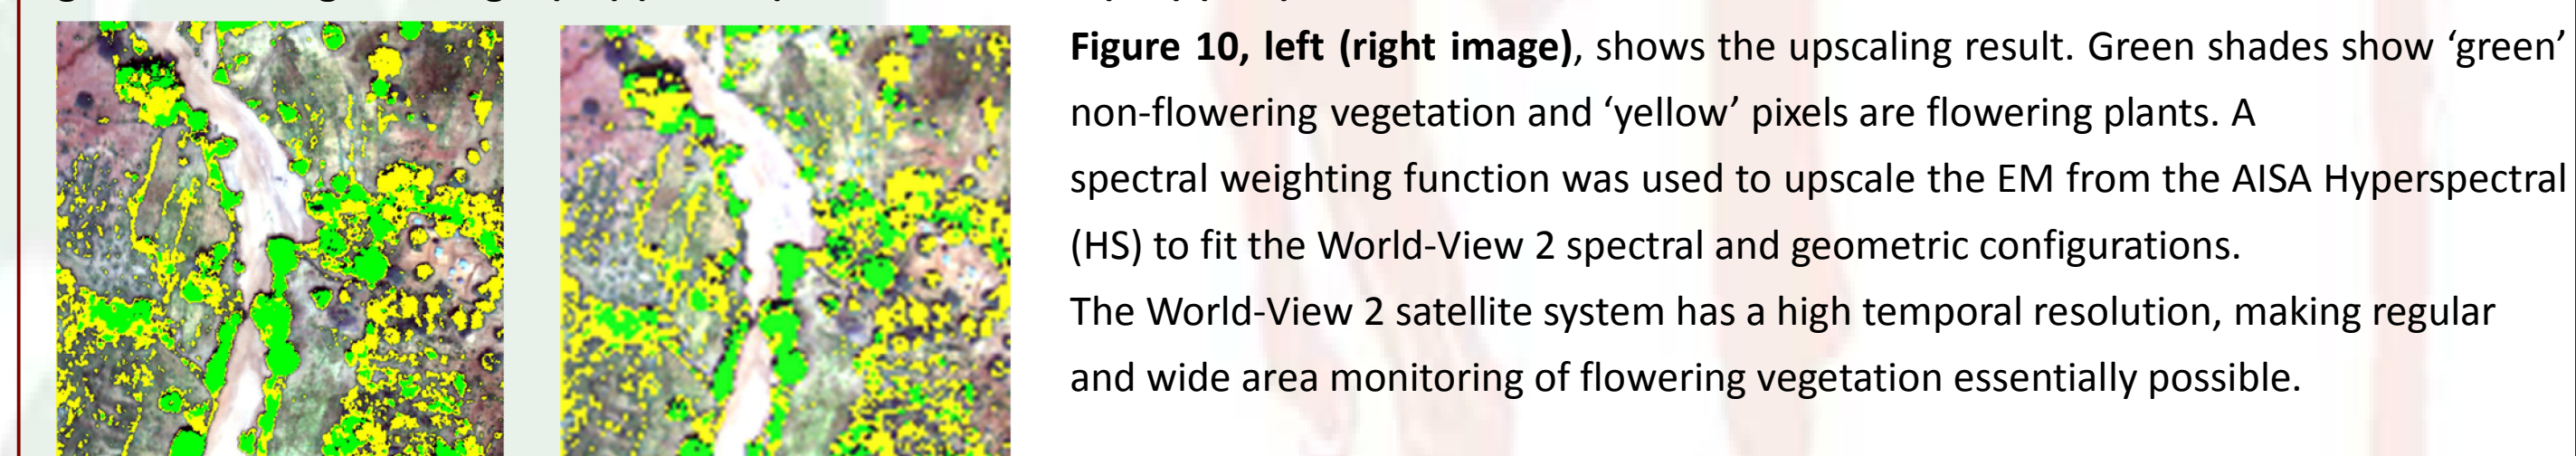 Figure 10, left (right image), shows the upscaling result. Green shades show ‘green’
non-flowering vegetation and ‘yellow’ pixels are flowering plants. A
spectral weighting function was used to upscale the EM from the AISA Hyperspectral
(HS) to fit the World-View 2 spectral and geometric configurations.
The World-View 2 satellite system has a high temporal resolution, making regular
and wide area monitoring of flowering vegetation essentially possible.